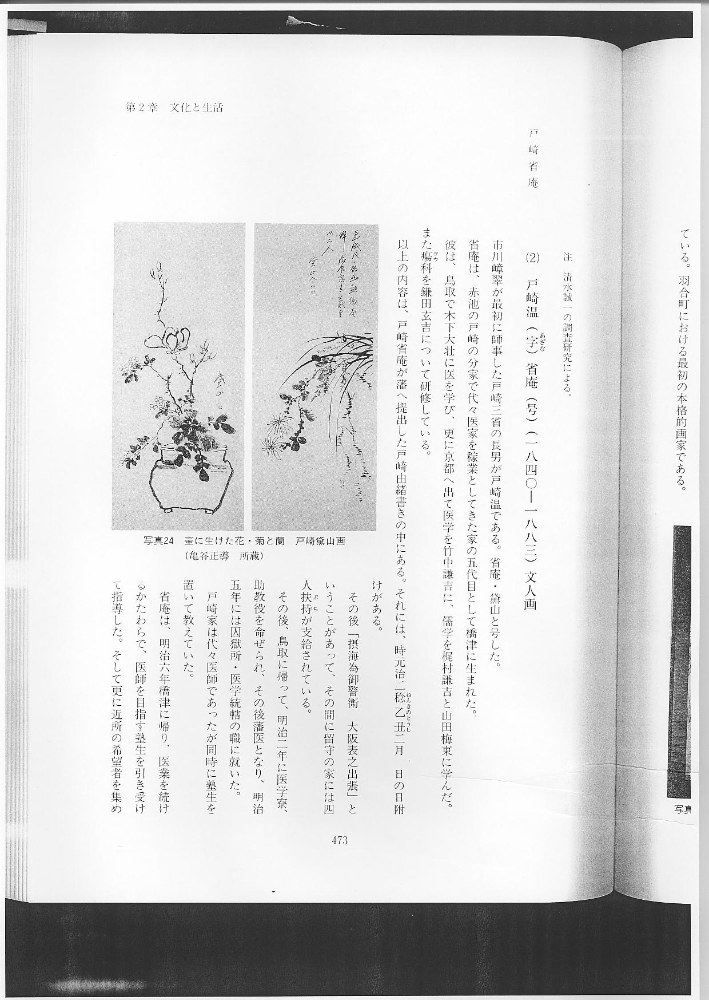 ている。羽合町における最初の本格的画家である。
写真
第2章　文化と生活
戸崎省庵
注　清水誠一の調査研究による。
(2)　戸崎温（字）省庵（号）（一八四〇―一八八三）文人画
あざな
市川嶂翠が最初に師事した戸崎三省の長男が戸崎温である。省庵・黛山と号した。
省庵は、赤池の戸崎の分家で代々医家を稼業としてきた家の五代目として橋津に生まれた。
彼は、鳥取で木下大壮に医を学び、更に京都へ出て医学を竹中謙吉に、儒学を梶村謙吉と山田梅東に学んだ。
また瘍科を鎌田玄吉について研修している。
ヨウ
以上の内容は、戸崎省庵が藩へ提出した戸崎由緒書きの中にある。それには、時元治二稔乙丑二月　日の日附
ねんきのとうし
けがある。
その後「摂海為御警衛　大阪表之出張」と
いうことがあって、その間に留守の家には四
人扶持が支給されている。
ぶち
その後、鳥取に帰って、明治二年に医学寮、
助教役を命ぜられ、その後藩医となり、明治
五年には囚獄所・医学統轄の職に就いた。
戸崎家は代々医師であったが同時に塾生を
置いて教えていた。
省庵は、明治六年橋津に帰り、医業を続け
るかたわらで、医師を目指す塾生を引き受け
て指導した。そして更に近所の希望者を集め
写真24　壷に生けた花・菊と蘭　戸崎黛山画
（亀谷正導　所蔵）
473